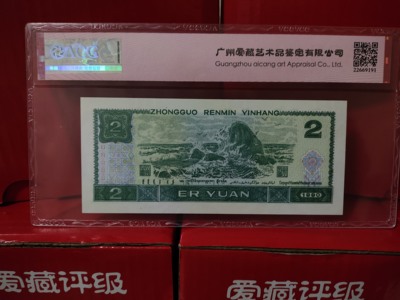 广州爱藏艺术品鉴定有限公司
Guangzhou aicang art Appraisal Co., Ltd.
22669191
ZHONGGUO RENMIN YINHANG
2
2
2
ER YUAN
爱藏评级
爱藏评级